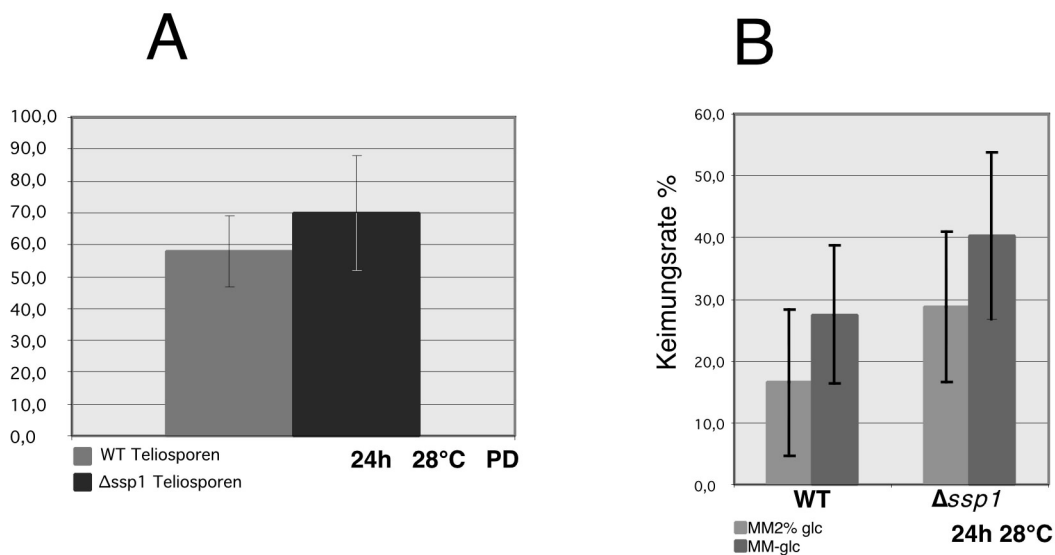 A
100,0
90,0
80,0
70,0
60,0
50,0
40,0
30,0
20,0
10,0
0,0
WT Teliosporen
Δssp1 Teliosporen
24h 28°C PD
B
Keimungsrate %
60,0
50,0
40,0
30,0
20,0
10,0
0,0
WT Δssp1
MM2% glc
MM-glc
24h 28°C